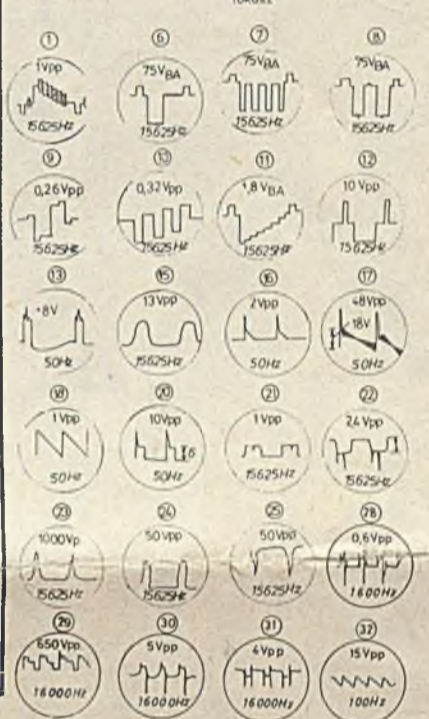 ① ⑥ ⑦ ⑧
1Vpp 75VBA 75VBA 75VBA
15625Hz 15625Hz 15625Hz 15625Hz
⑨ ⑩ ⑪ ⑫
0,26Vpp 0,32Vpp 1,8VBA 10Vpp
15625Hz 15625Hz 15625Hz 15625Hz
⑬ ⑮ ⑯ ⑰
+8V 13Vpp 2Vpp 48Vpp
18V
50Hz 15625Hz 50Hz 50Hz
⑱ ⑳ ㉑ ㉒
1Vpp 10Vpp 1Vpp 24Vpp
6
50Hz 50Hz 15625Hz 15625Hz
㉓ ㉔ ㉕ ㉘
1000Vp 50Vpp 50Vpp 0,6Vpp
15625Hz 15625Hz 15625Hz 1600Hz
㉙ ㉚ ㉛ ㉜
650Vpp 5Vpp 4Vpp 15Vpp
16000Hz 16000Hz 16000Hz 100Hz